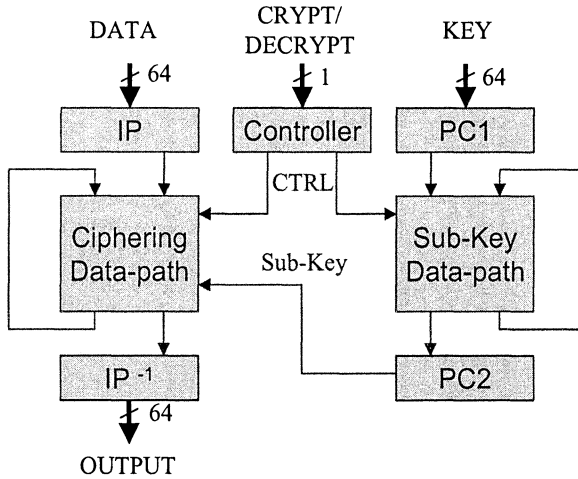 DATA
CRYPT/
DECRYPT
KEY
64
1
64
IP
Controller
PC1
CTRL
Ciphering
Data-path
Sub-Key
Sub-Key
Data-path
IP -1
PC2
64
OUTPUT